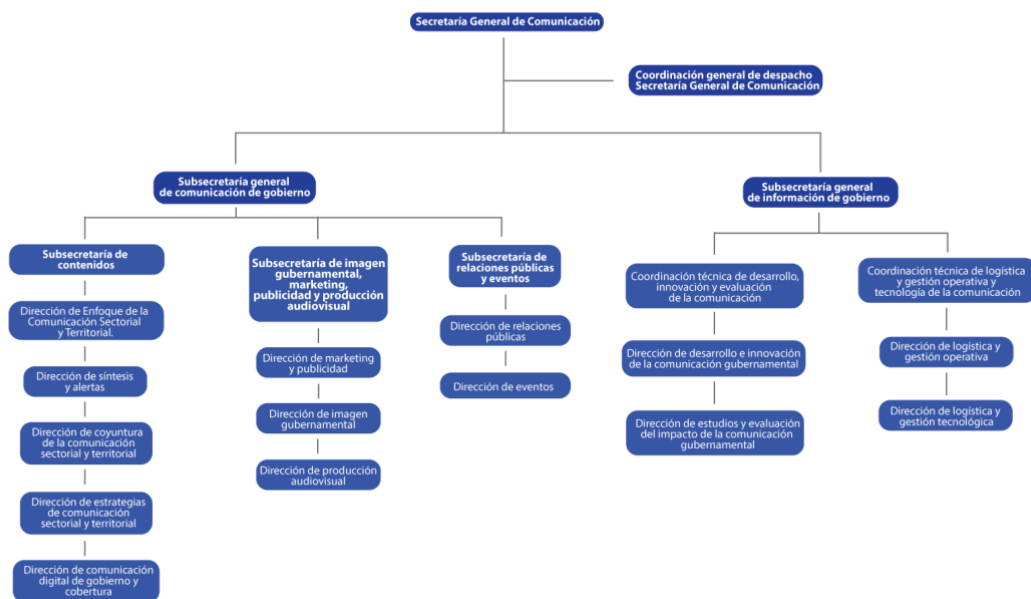 Secretaría General de Comunicación
Coordinación general de despacho
Secretaría General de Comunicación
Subsecretaría general
de comunicación de gobierno
Subsecretaría general
de información de gobierno
Subsecretaría de
contenidos
Dirección de Enfoque de la
Comunicación Sectorial
y Territorial.
Dirección de síntesis
y alertas
Dirección de coyuntura
de la comunicación
sectorial y territorial
Dirección de estrategias
de comunicación
sectorial y territorial
Dirección de comunicación
digital de gobierno y
cobertura
Subsecretaría de imagen
gubernamental,
marketing,
publicidad y producción
audiovisual
Dirección de marketing
y publicidad
Dirección de imagen
gubernamental
Dirección de producción
audiovisual
Subsecretaría de
relaciones públicas
y eventos
Dirección de relaciones
públicas
Dirección de eventos
Coordinación técnica de desarrollo,
innovación y evaluación
de la comunicación
Dirección de desarrollo e innovación
de la comunicación gubernamental
Dirección de estudios y evaluación
del impacto de la comunicación
gubernamental
Coordinación técnica de logística
y gestión operativa y
tecnología de la comunicación
Dirección de logística y
gestión operativa
Dirección de logística y
gestión tecnológica